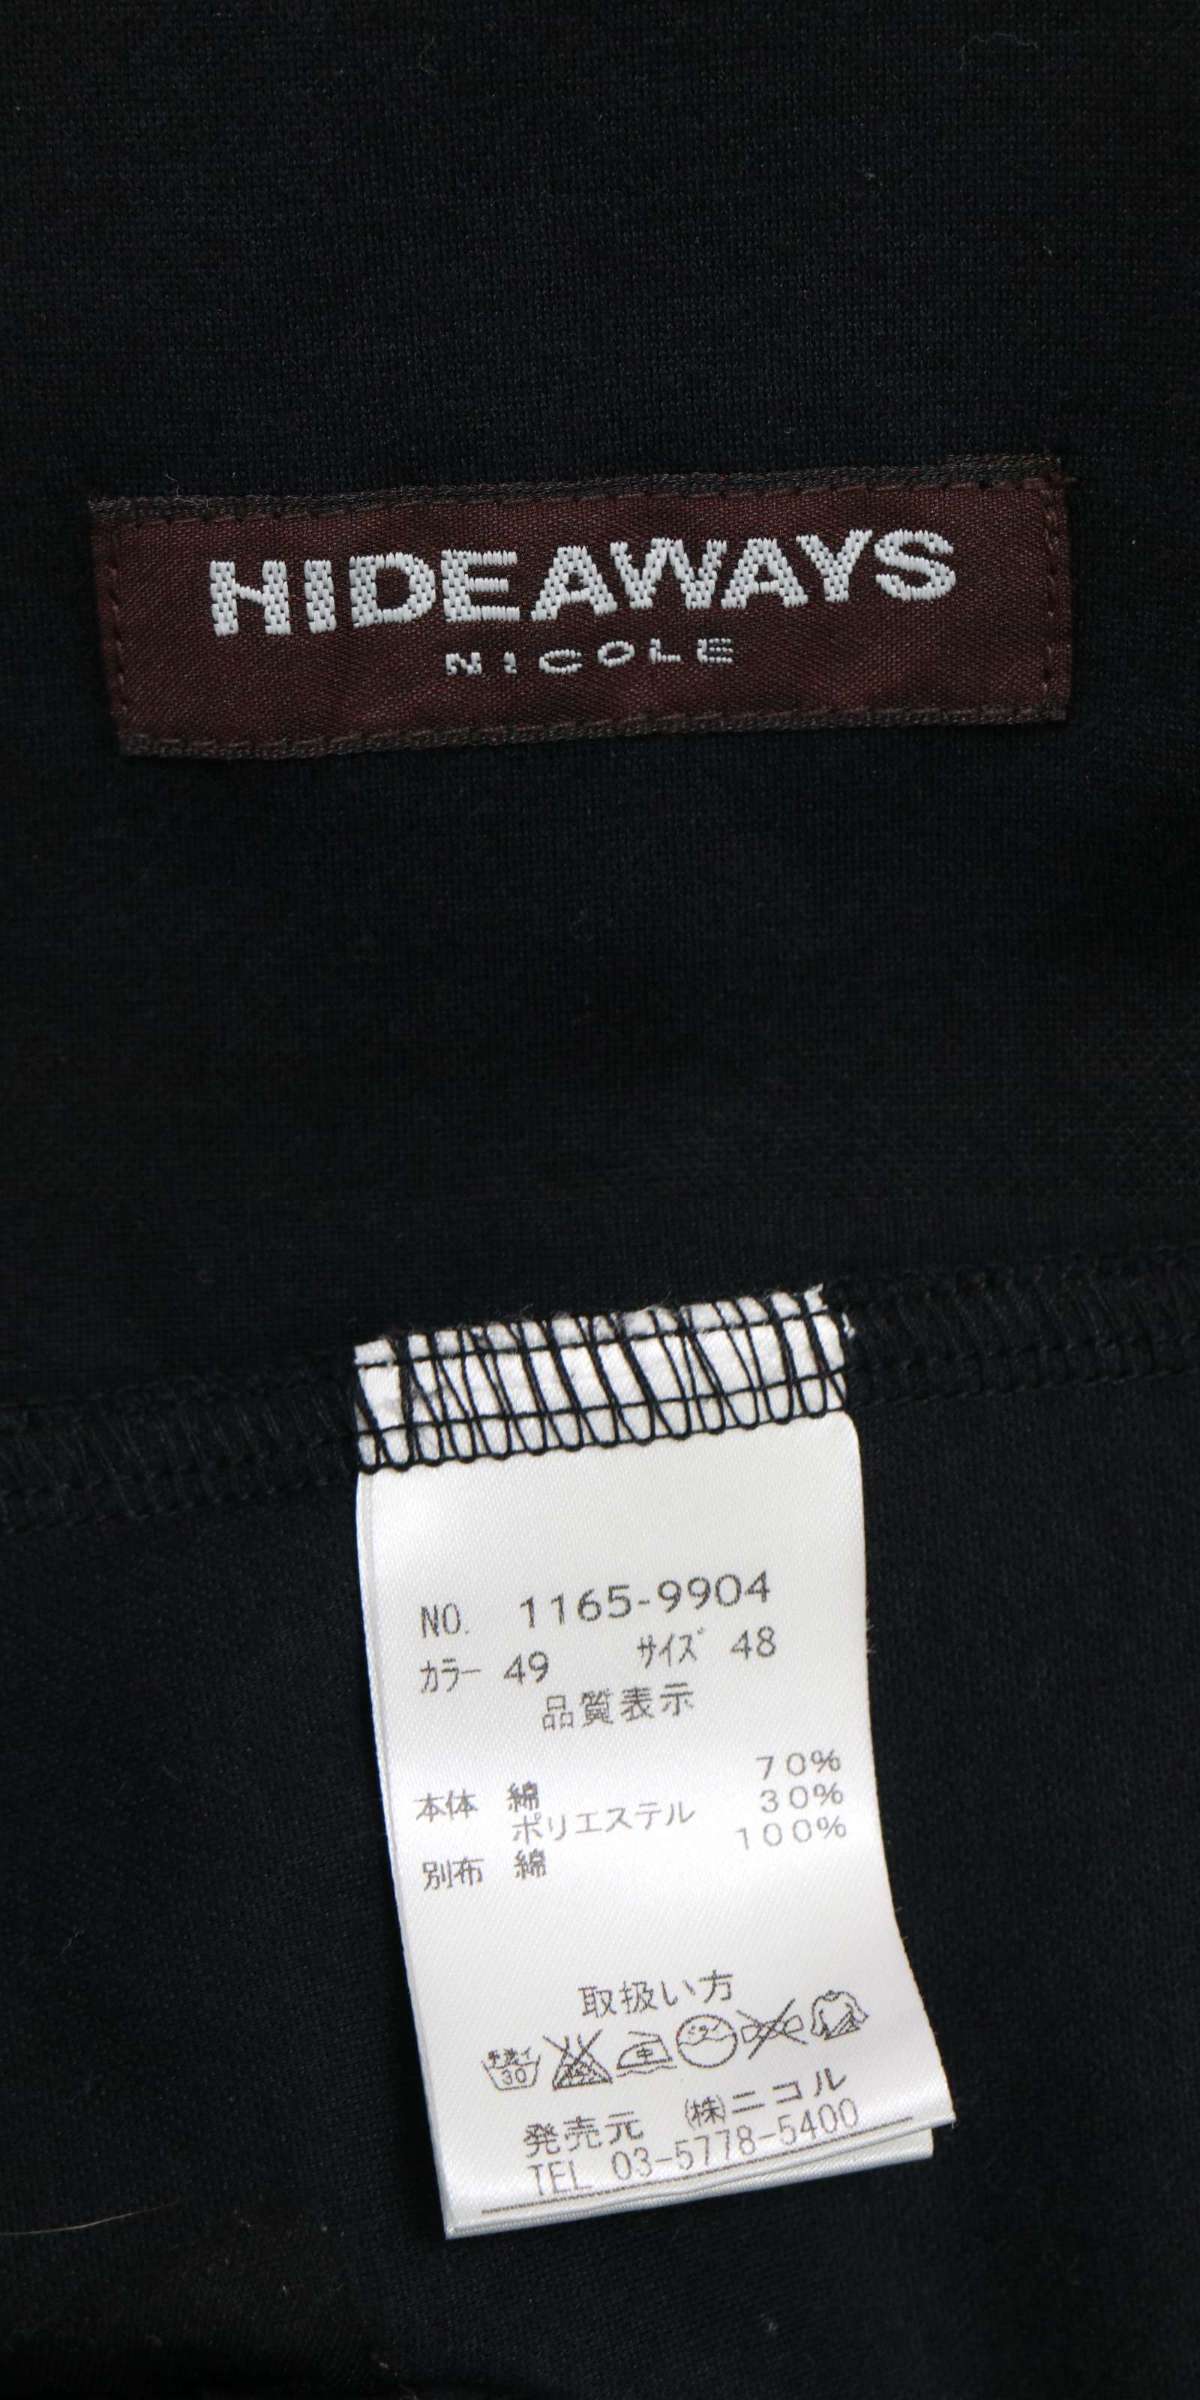 HIDEAWAYS
NICOLE
NO. 1165-9904
カラー 49 サイズ 48
品質表示
本体 綿 70%
ポリエステル 30%
別布 綿 100%
取扱い方
手洗イ 30 中
発売元 ㈱ニコル
TEL 03-5778-5400